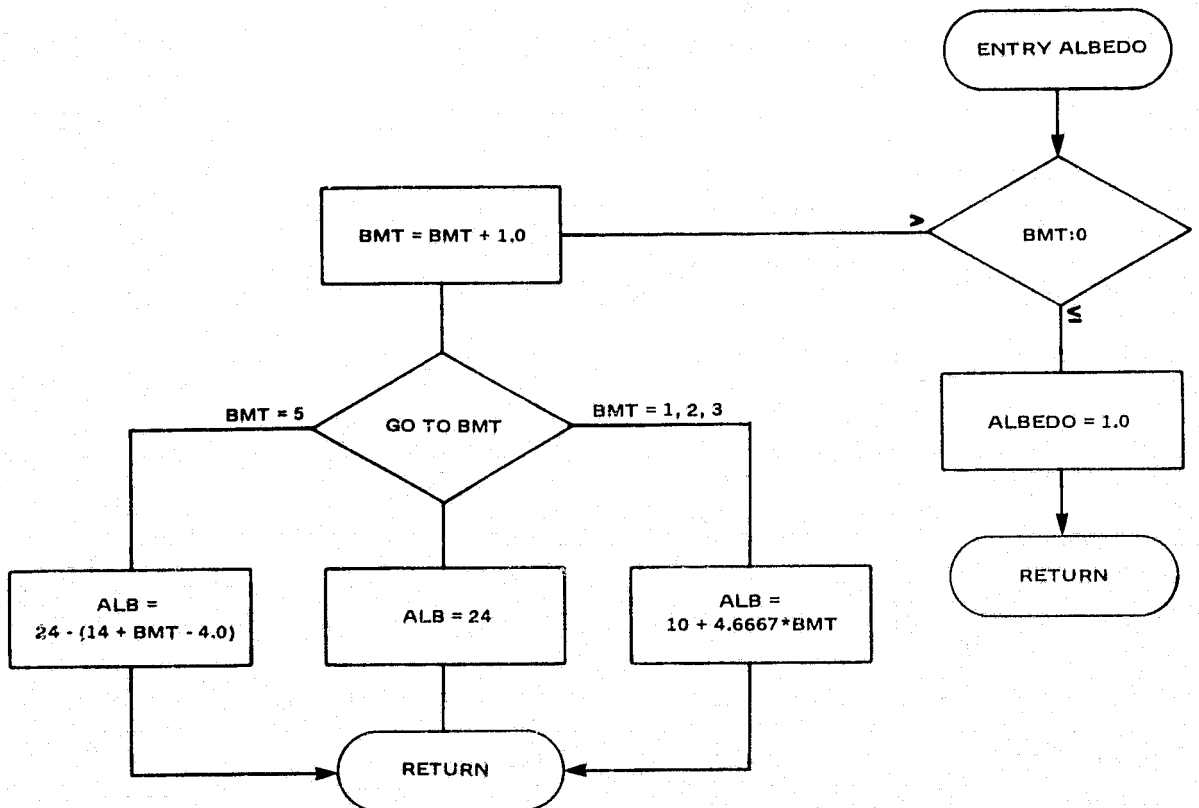 ENTRY ALBEDO
BMT:0
>
≤
BMT = BMT + 1.0
ALBEDO = 1.0
RETURN
GO TO BMT
BMT = 5
BMT = 1, 2, 3
ALB =
24 - (14 + BMT - 4.0)
ALB = 24
ALB =
10 + 4.6667*BMT
RETURN